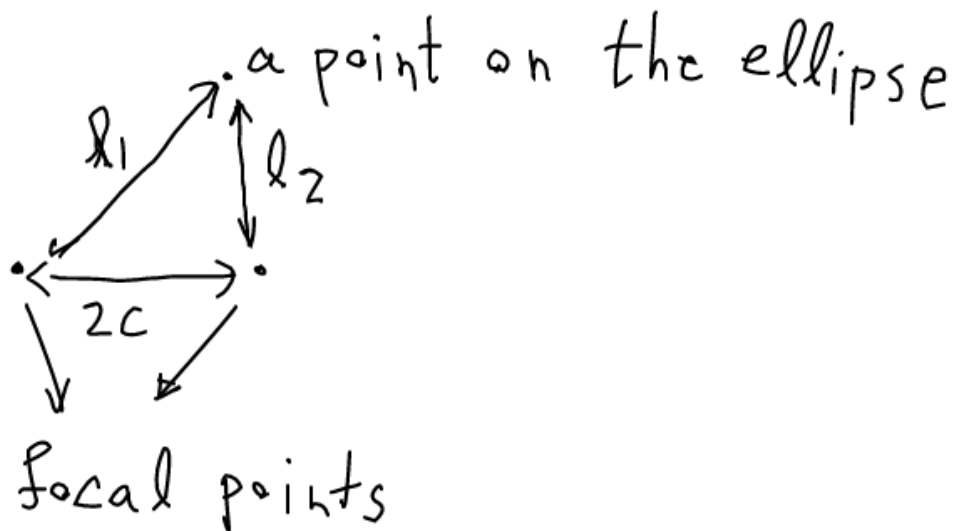 a point on the ellipse
l1
l2
2c
focal points